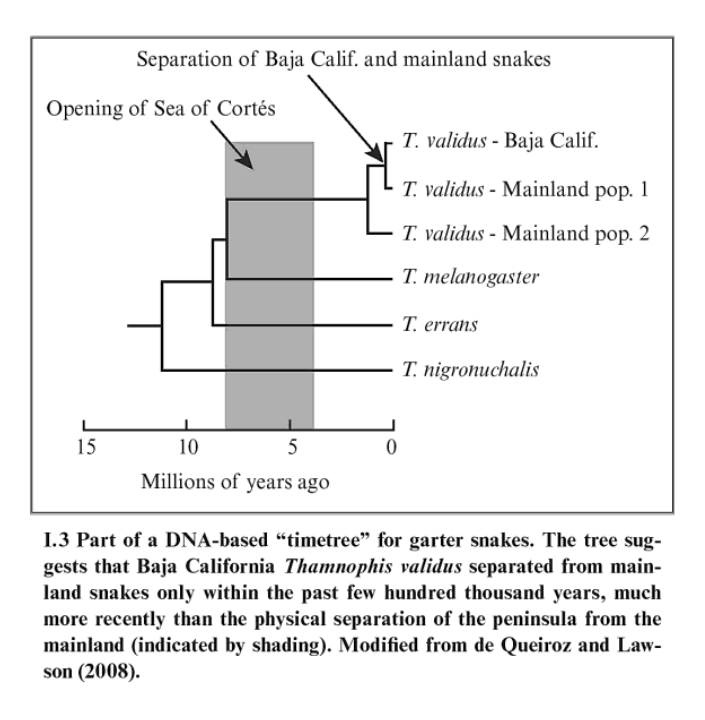 Separation of Baja Calif. and mainland snakes
Opening of Sea of Cortés
T. validus - Baja Calif.
T. validus - Mainland pop. 1
T. validus - Mainland pop. 2
T. melanogaster
T. errans
T. nigronuchalis
15 10 5 0
Millions of years ago
I.3 Part of a DNA-based “timetree” for garter snakes. The tree sug-
gests that Baja California Thamnophis validus separated from main-
land snakes only within the past few hundred thousand years, much
more recently than the physical separation of the peninsula from the
mainland (indicated by shading). Modified from de Queiroz and Law-
son (2008).